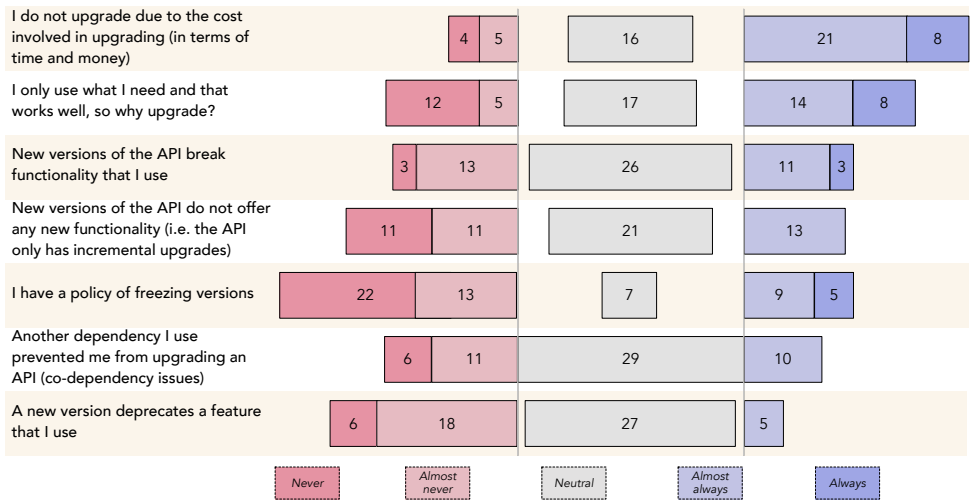 I do not upgrade due to the cost
involved in upgrading (in terms of
time and money)
4 5 16 21 8
I only use what I need and that
works well, so why upgrade?
12 5 17 14 8
New versions of the API break
functionality that I use
3 13 26 11 3
New versions of the API do not offer
any new functionality (i.e. the API
only has incremental upgrades)
11 11 21 13
I have a policy of freezing versions
22 13 7 9 5
Another dependency I use
prevented me from upgrading an
API (co-dependency issues)
6 11 29 10
A new version deprecates a feature
that I use
6 18 27 5
Never
Almost
never
Neutral
Almost
always
Always